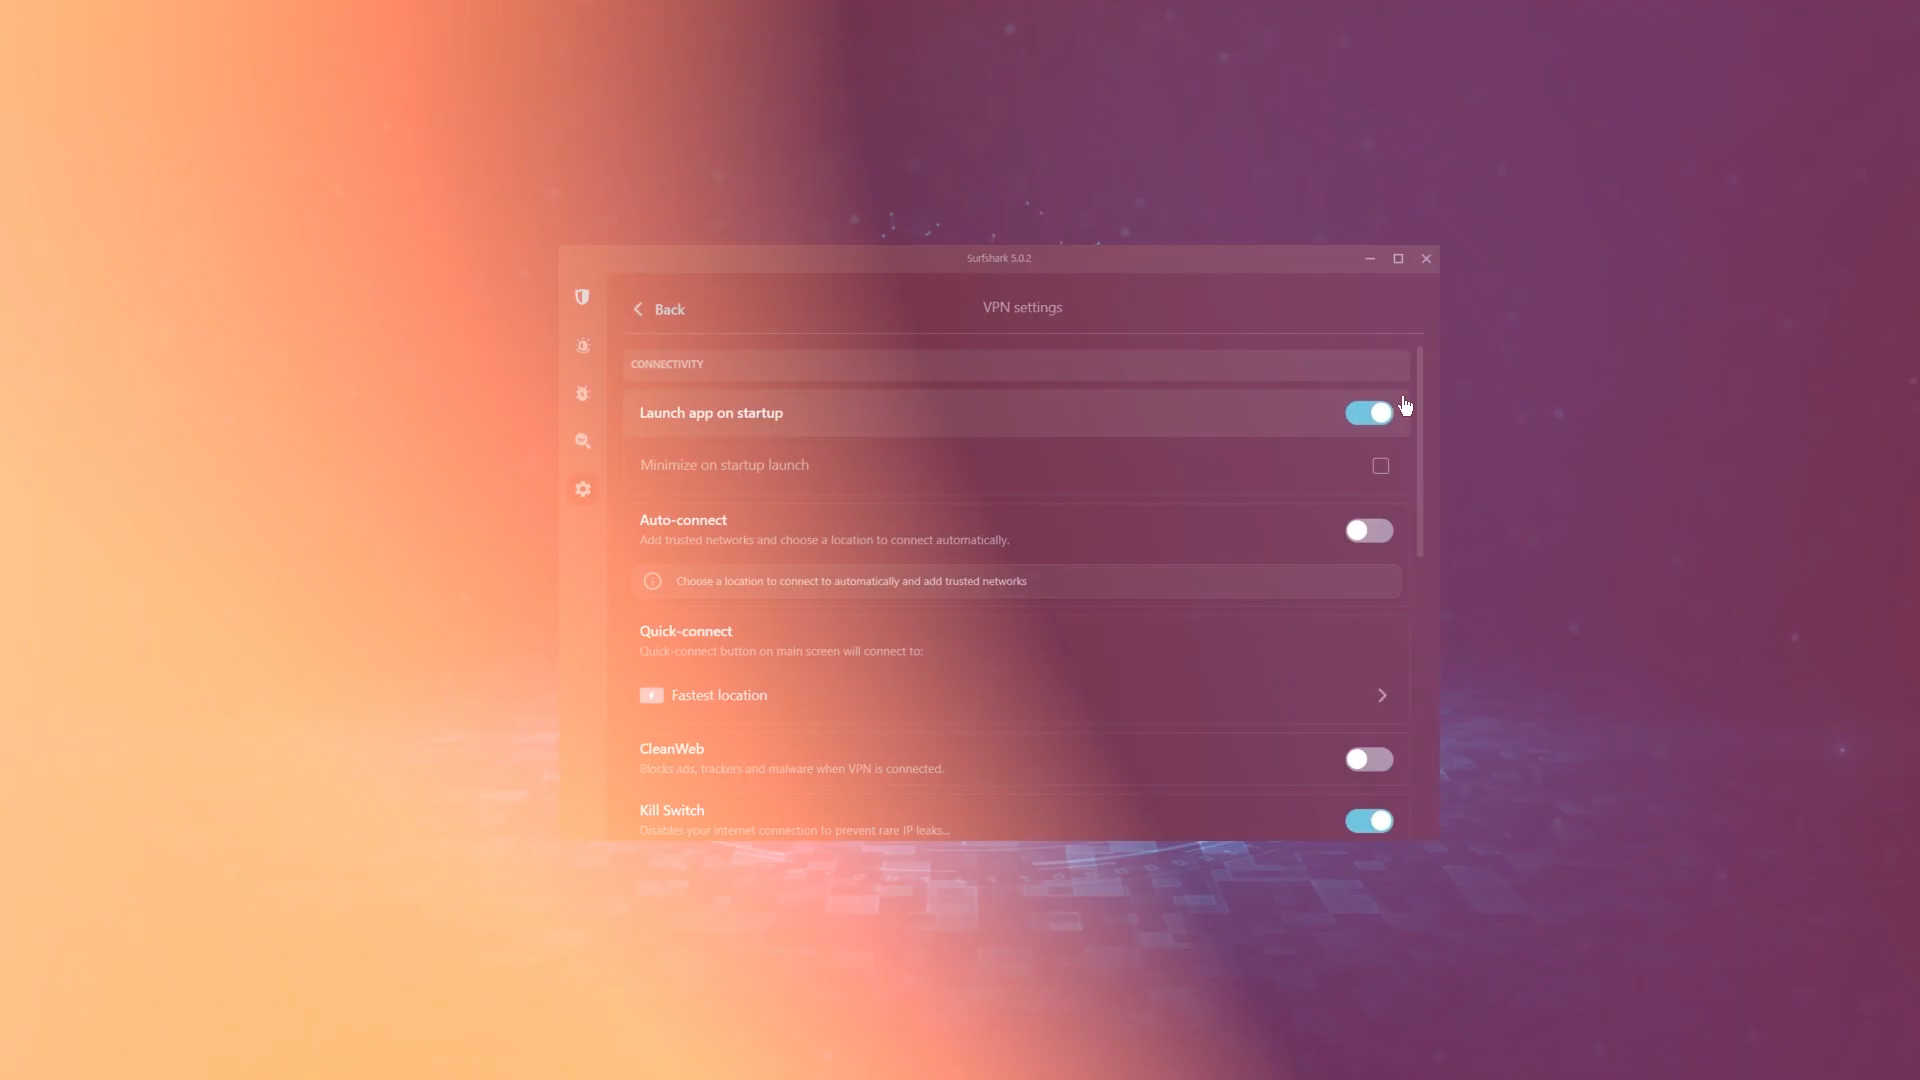 Surfshark 5.0.2
Back
VPN settings
CONNECTIVITY
Launch app on startup
Minimize on startup launch
Auto-connect
Add trusted networks and choose a location to connect automatically.
Choose a location to connect to automatically and add trusted networks
Quick-connect
Quick-connect button on main screen will connect to:
Fastest location
CleanWeb
Blocks ads, trackers and malware when VPN is connected.
Kill Switch
Disables your internet connection to prevent rare IP leaks...